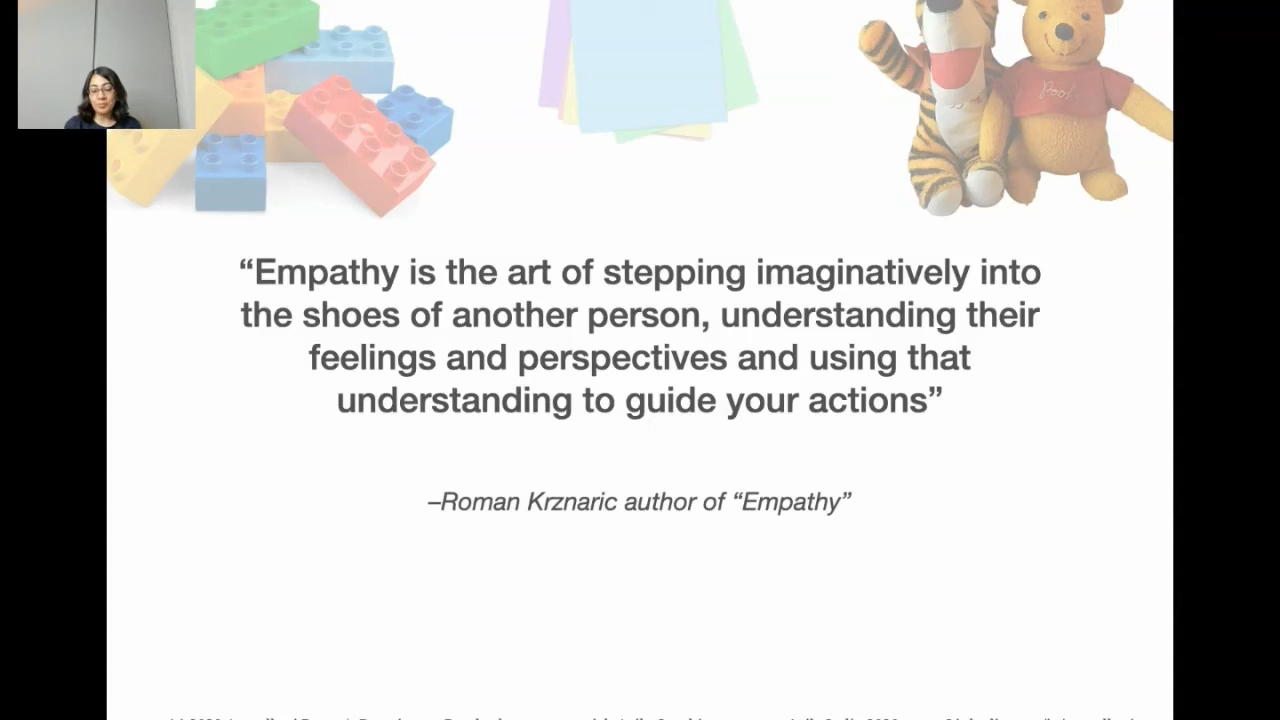 Pooh
“Empathy is the art of stepping imaginatively into
the shoes of another person, understanding their
feelings and perspectives and using that
understanding to guide your actions”
–Roman Krznaric author of “Empathy”